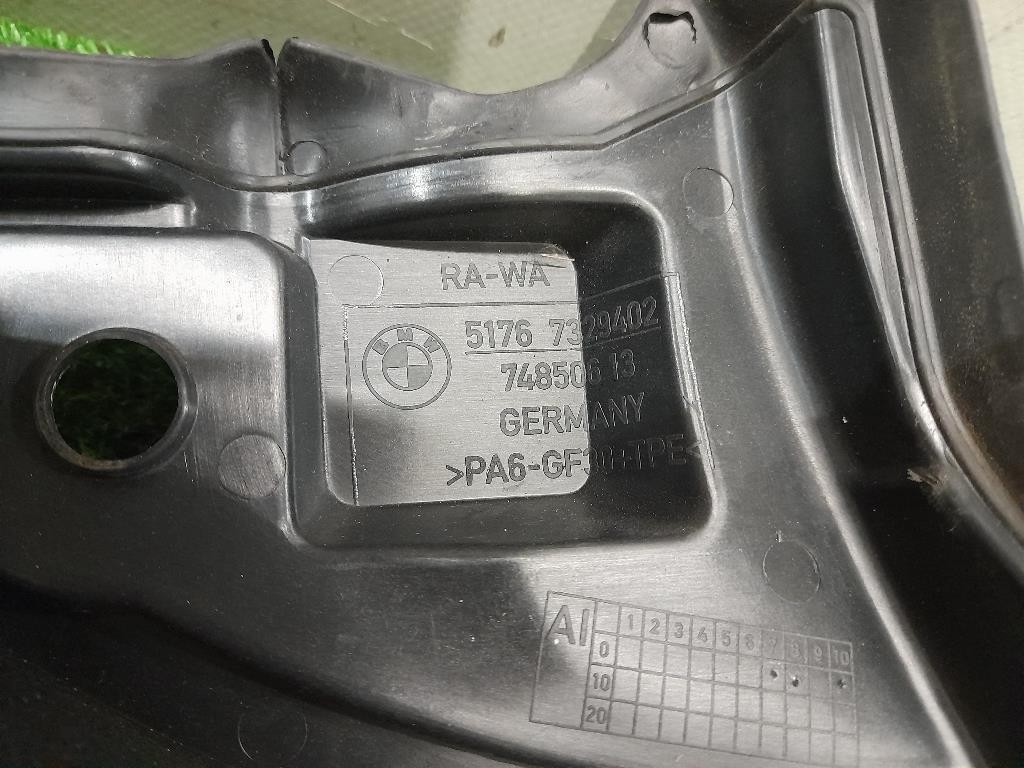 RA-WA
BMW
5176 7329402
748506 13
GERMANY
>PA6-GF30+TPE<
AI
1 2 3 4 5 6 7 8 9 10
0
10
20